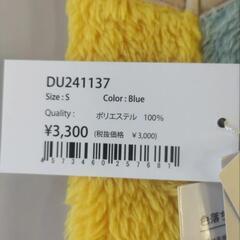 DU241137
Size : S Color : Blue
Quality : ポリエステル 100%
¥3,300 (税抜価格 ¥3,000)
4573460257681